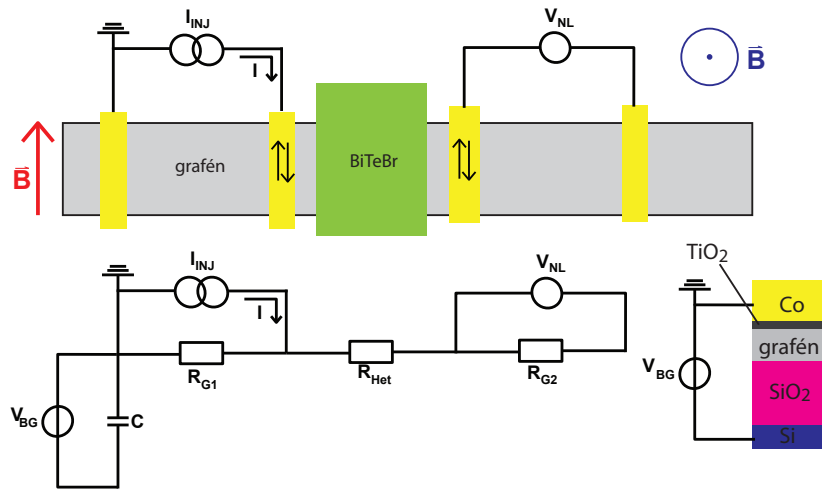 I_INJ
V_NL
I
B
grafén
BiTeBr
B
I_INJ
V_NL
I
TiO₂
Co
grafén
SiO₂
Si
V_BG
R_G1
R_Het
R_G2
V_BG
C